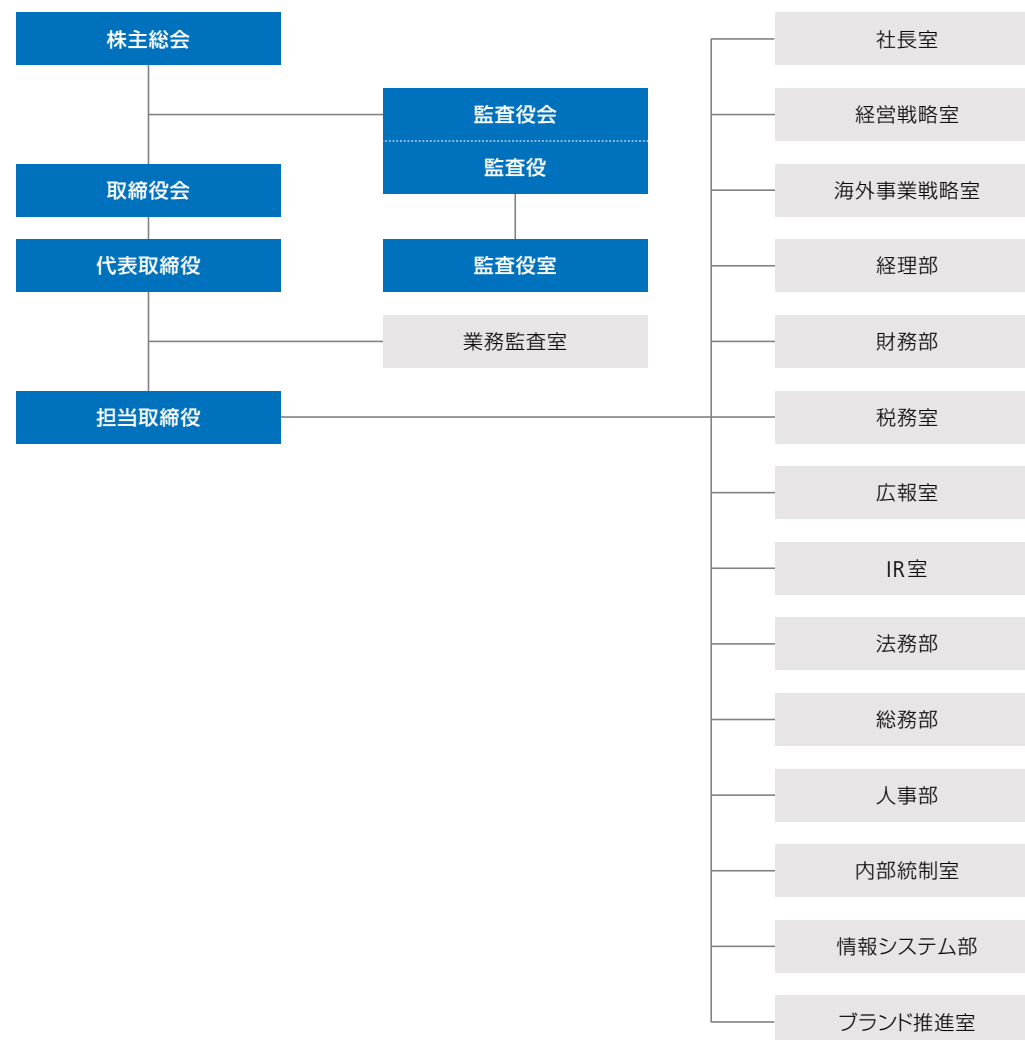 株主総会
監査役会
監査役
取締役会
代表取締役
監査役室
業務監査室
担当取締役
社長室
経営戦略室
海外事業戦略室
経理部
財務部
税務室
広報室
IR室
法務部
総務部
人事部
内部統制室
情報システム部
ブランド推進室